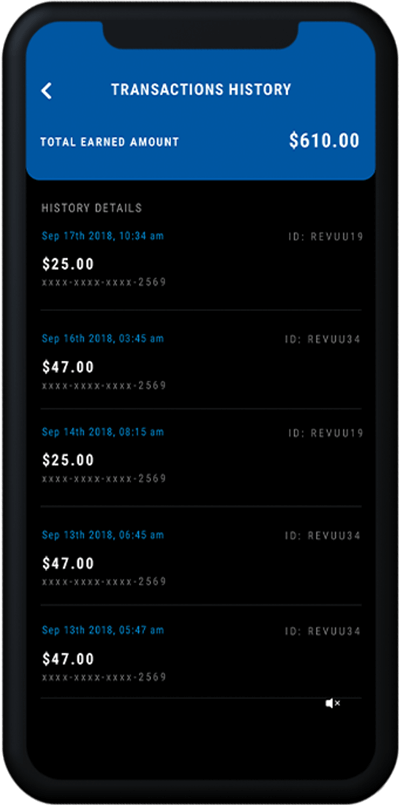 TRANSACTIONS HISTORY
TOTAL EARNED AMOUNT $610.00
HISTORY DETAILS
Sep 17th 2018, 10:34 am ID: REVUU19
$25.00
xxxx-xxxx-xxxx-2569
Sep 16th 2018, 03:45 am ID: REVUU34
$47.00
xxxx-xxxx-xxxx-2569
Sep 14th 2018, 08:15 am ID: REVUU19
$25.00
xxxx-xxxx-xxxx-2569
Sep 13th 2018, 06:45 am ID: REVUU34
$47.00
xxxx-xxxx-xxxx-2569
Sep 13th 2018, 05:47 am ID: REVUU34
$47.00
xxxx-xxxx-xxxx-2569